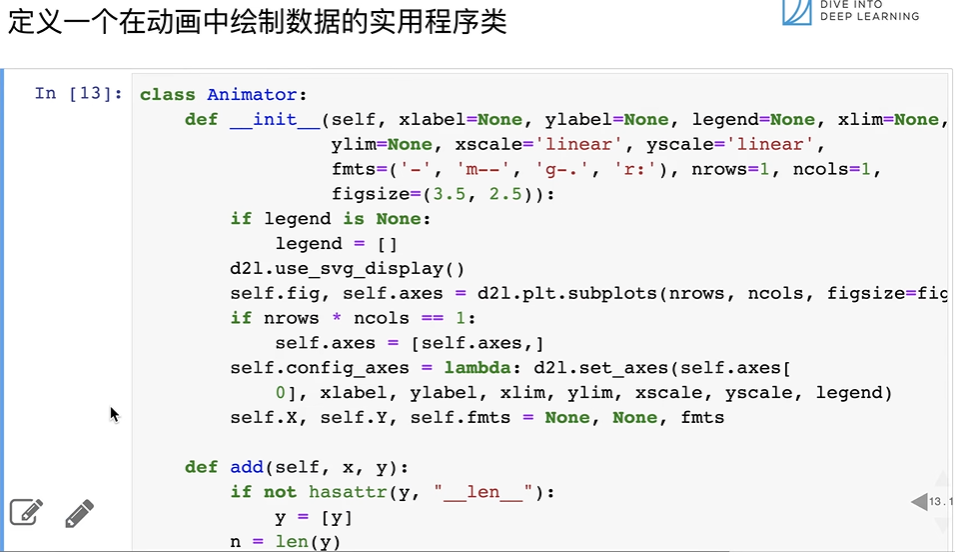 定义一个在动画中绘制数据的实用程序类
DIVE INTO
DEEP LEARNING
In [13]:
class Animator:
    def __init__(self, xlabel=None, ylabel=None, legend=None, xlim=None,
                 ylim=None, xscale='linear', yscale='linear',
                 fmts=('-', 'm--', 'g-.', 'r:'), nrows=1, ncols=1,
                 figsize=(3.5, 2.5)):
        if legend is None:
            legend = []
        d2l.use_svg_display()
        self.fig, self.axes = d2l.plt.subplots(nrows, ncols, figsize=fig
        if nrows * ncols == 1:
            self.axes = [self.axes,]
        self.config_axes = lambda: d2l.set_axes(self.axes[
            0], xlabel, ylabel, xlim, ylim, xscale, yscale, legend)
        self.X, self.Y, self.fmts = None, None, fmts

    def add(self, x, y):
        if not hasattr(y, "__len__"):
            y = [y]
        n = len(y)
13.1